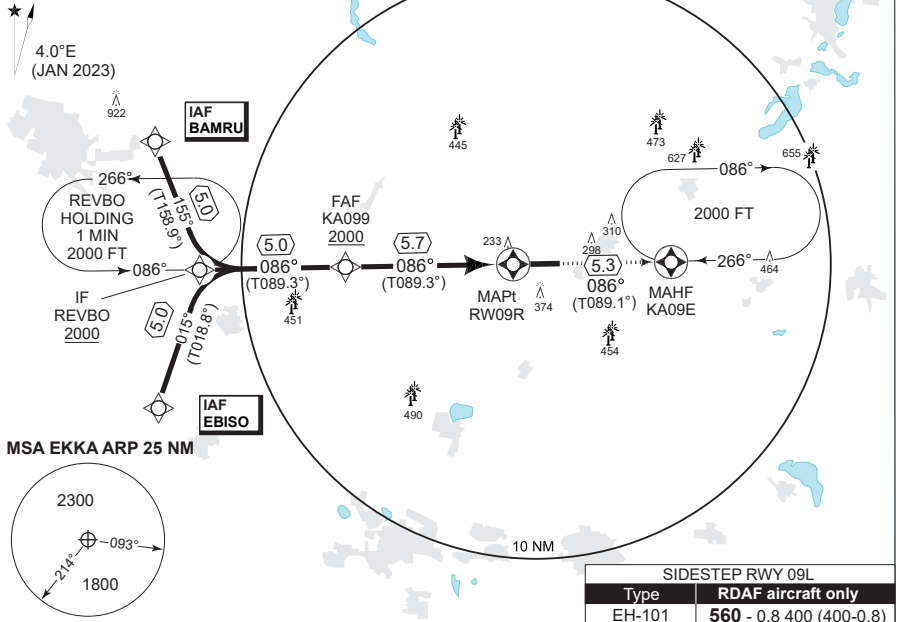 4.0°E
(JAN 2023)
922
IAF
BAMRU
266°
REVBO
HOLDING
1 MIN
2000 FT
086°
155°
(T158.9°)
5.0
IF
REVBO
2000
5.0
015°
(T018.8°)
IAF
EBISO
5.0
086°
(T089.3°)
451
FAF
KA099
2000
5.7
086°
(T089.3°)
445
490
233
MAPt
RW09R
374
298
310
5.3
086°
(T089.1°)
454
473
627
655
086°
2000 FT
266°
464
MAHF
KA09E
10 NM
MSA EKKA ARP 25 NM
2300
093°
214°
1800
SIDESTEP RWY 09L
Type RDAF aircraft only
EH-101 560 - 0.8 400 (400-0.8)